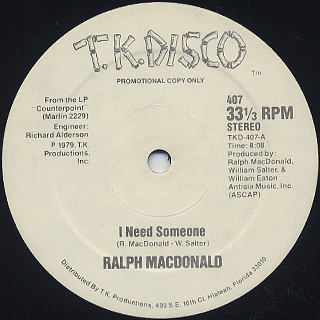 T.K.DISCO
TM
PROMOTIONAL COPY ONLY
From the LP
"Counterpoint"
(Marlin 2229)
Engineer:
Richard Alderson
℗ 1979, T.K.
Productions,
Inc.
407
33 1/3 RPM
STEREO
TKD-407-A
Time: 8:08
Produced by:
Ralph MacDonald,
William Salter, &
William Eaton
Antisia Music, Inc.
(ASCAP)
I Need Someone
(R. MacDonald - W. Salter)
RALPH MACDONALD
Distributed By T.K. Productions, 495 S.E. 10th Ct. Hialeah, Florida 33010